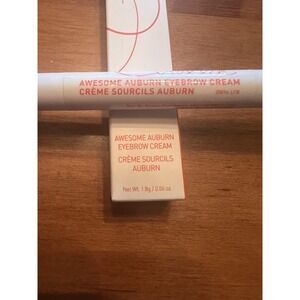 AWESOME AUBURN EYEBROW CREAM
CRÈME SOURCILS AUBURN
AWESOME AUBURN
EYEBROW CREAM
CRÈME SOURCILS
AUBURN
Net Wt. 1.8g / 0.06 oz.